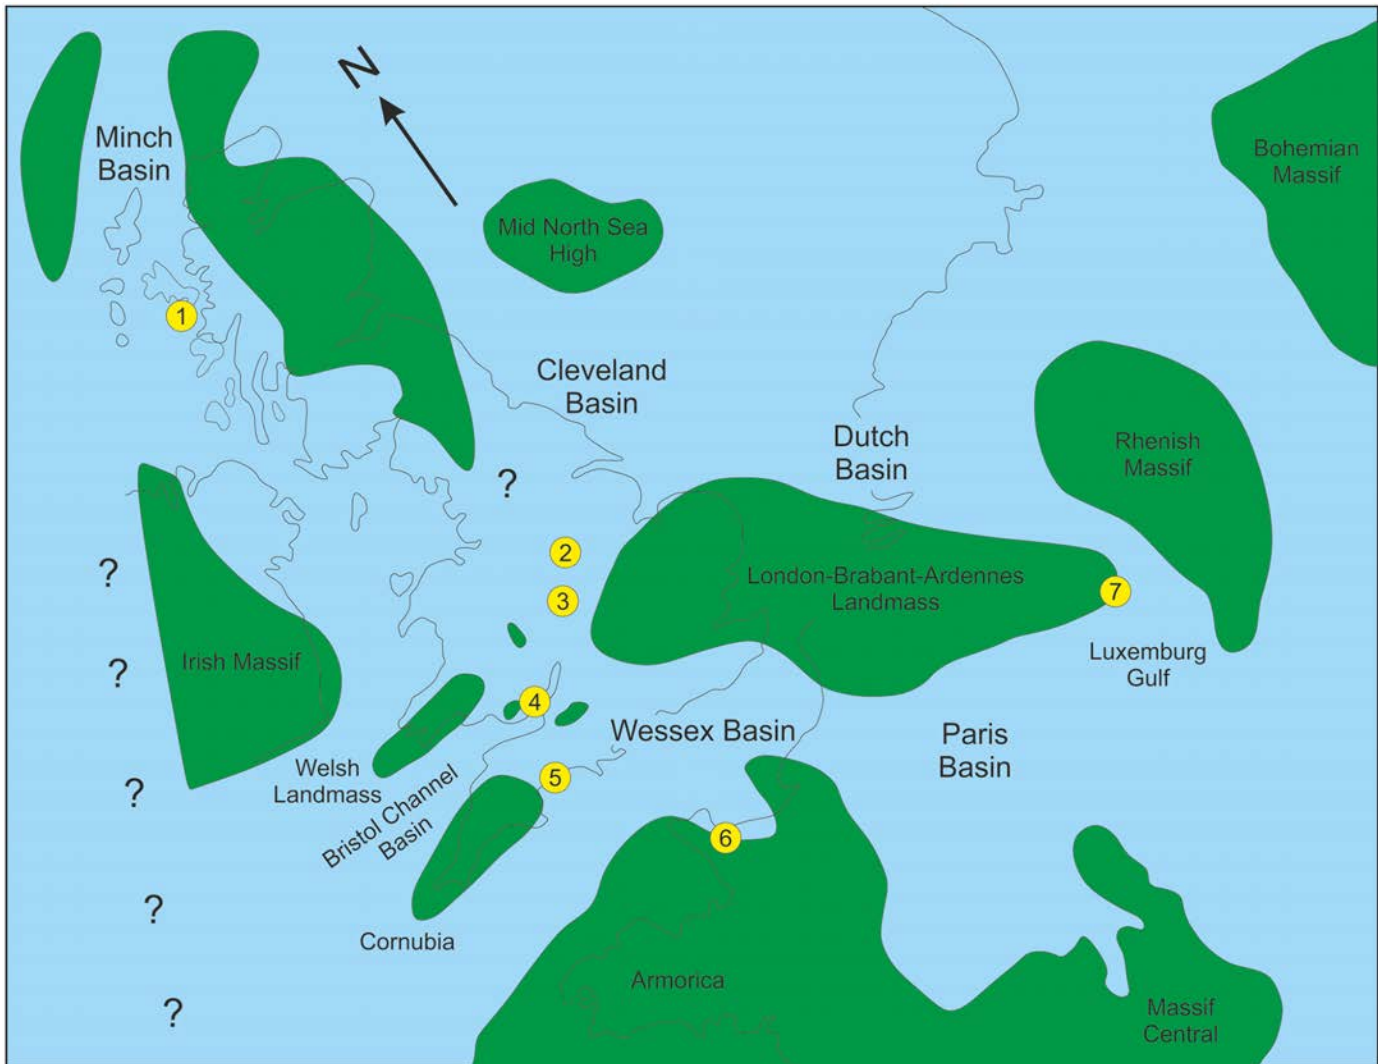 N
Minch
Basin
Bohemian
Massif
Mid North Sea
High
1
Cleveland
Basin
Dutch
Basin
Rhenish
Massif
?
2
?
London-Brabant-Ardennes
Landmass
7
3
Irish Massif
?
Luxemburg
Gulf
4
Wessex Basin
Paris
Basin
Welsh
Landmass
5
?
Bristol Channel
Basin
6
?
Cornubia
Armorica
?
Massif
Central